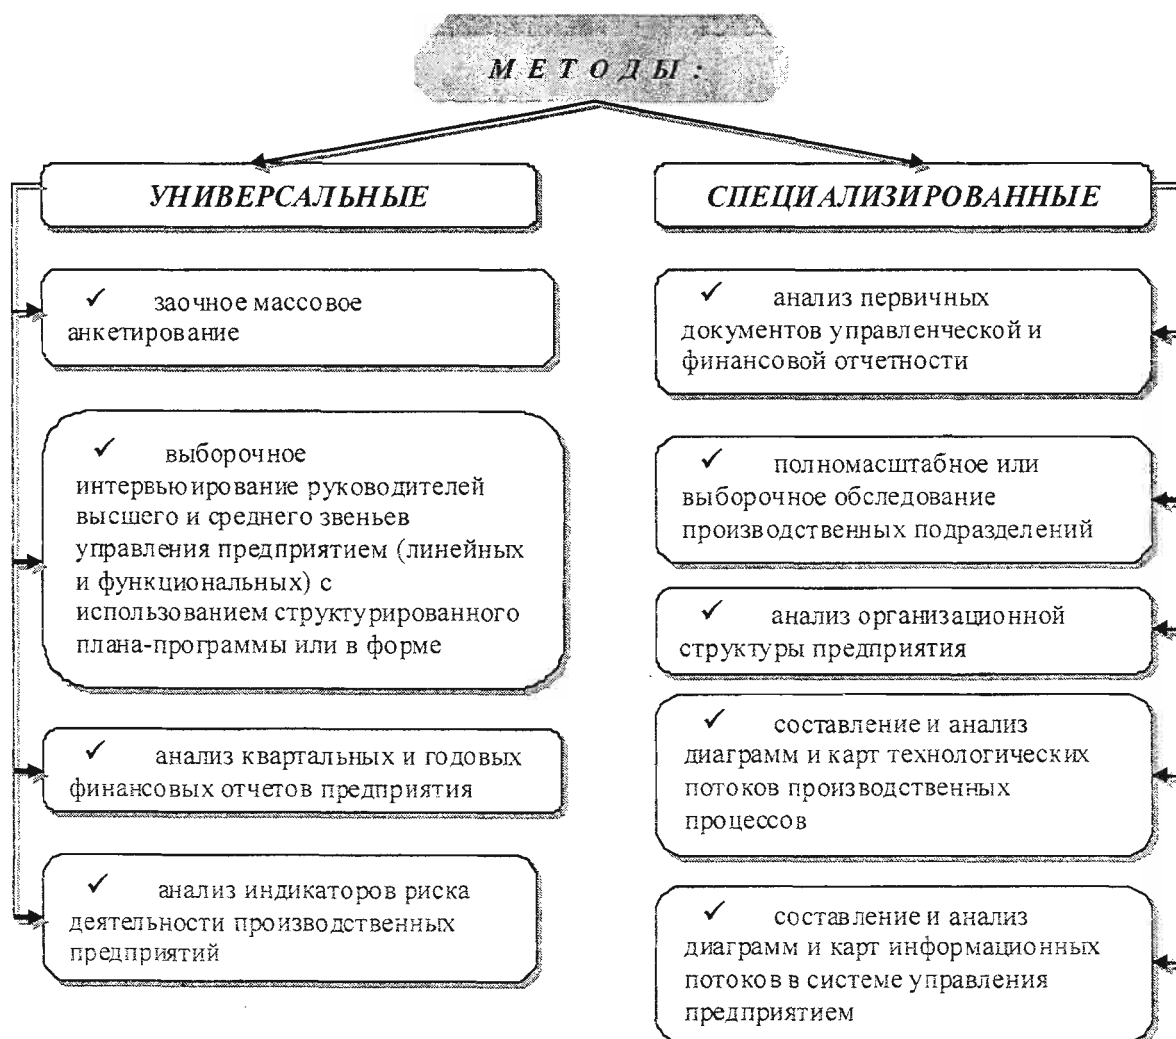 МЕТОДЫ:
УНИВЕРСАЛЬНЫЕ
✓ заочное массовое
анкетирование
✓ выборочное
интервьюирование руководителей
высшего и среднего звеньев
управления предприятием (линейных
и функциональных) с
использованием структурированного
плана-программы или в форме
✓ анализ квартальных и годовых
финансовых отчетов предприятия
✓ анализ индикаторов риска
деятельности производственных
предприятий
СПЕЦИАЛИЗИРОВАННЫЕ
✓ анализ первичных
документов управленческой и
финансовой отчетности
✓ полномасштабное или
выборочное обследование
производственных подразделений
✓ анализ организационной
структуры предприятия
✓ составление и анализ
диаграмм и карт технологических
потоков производственных
процессов
✓ составление и анализ
диаграмм и карт информационных
потоков в системе управления
предприятием